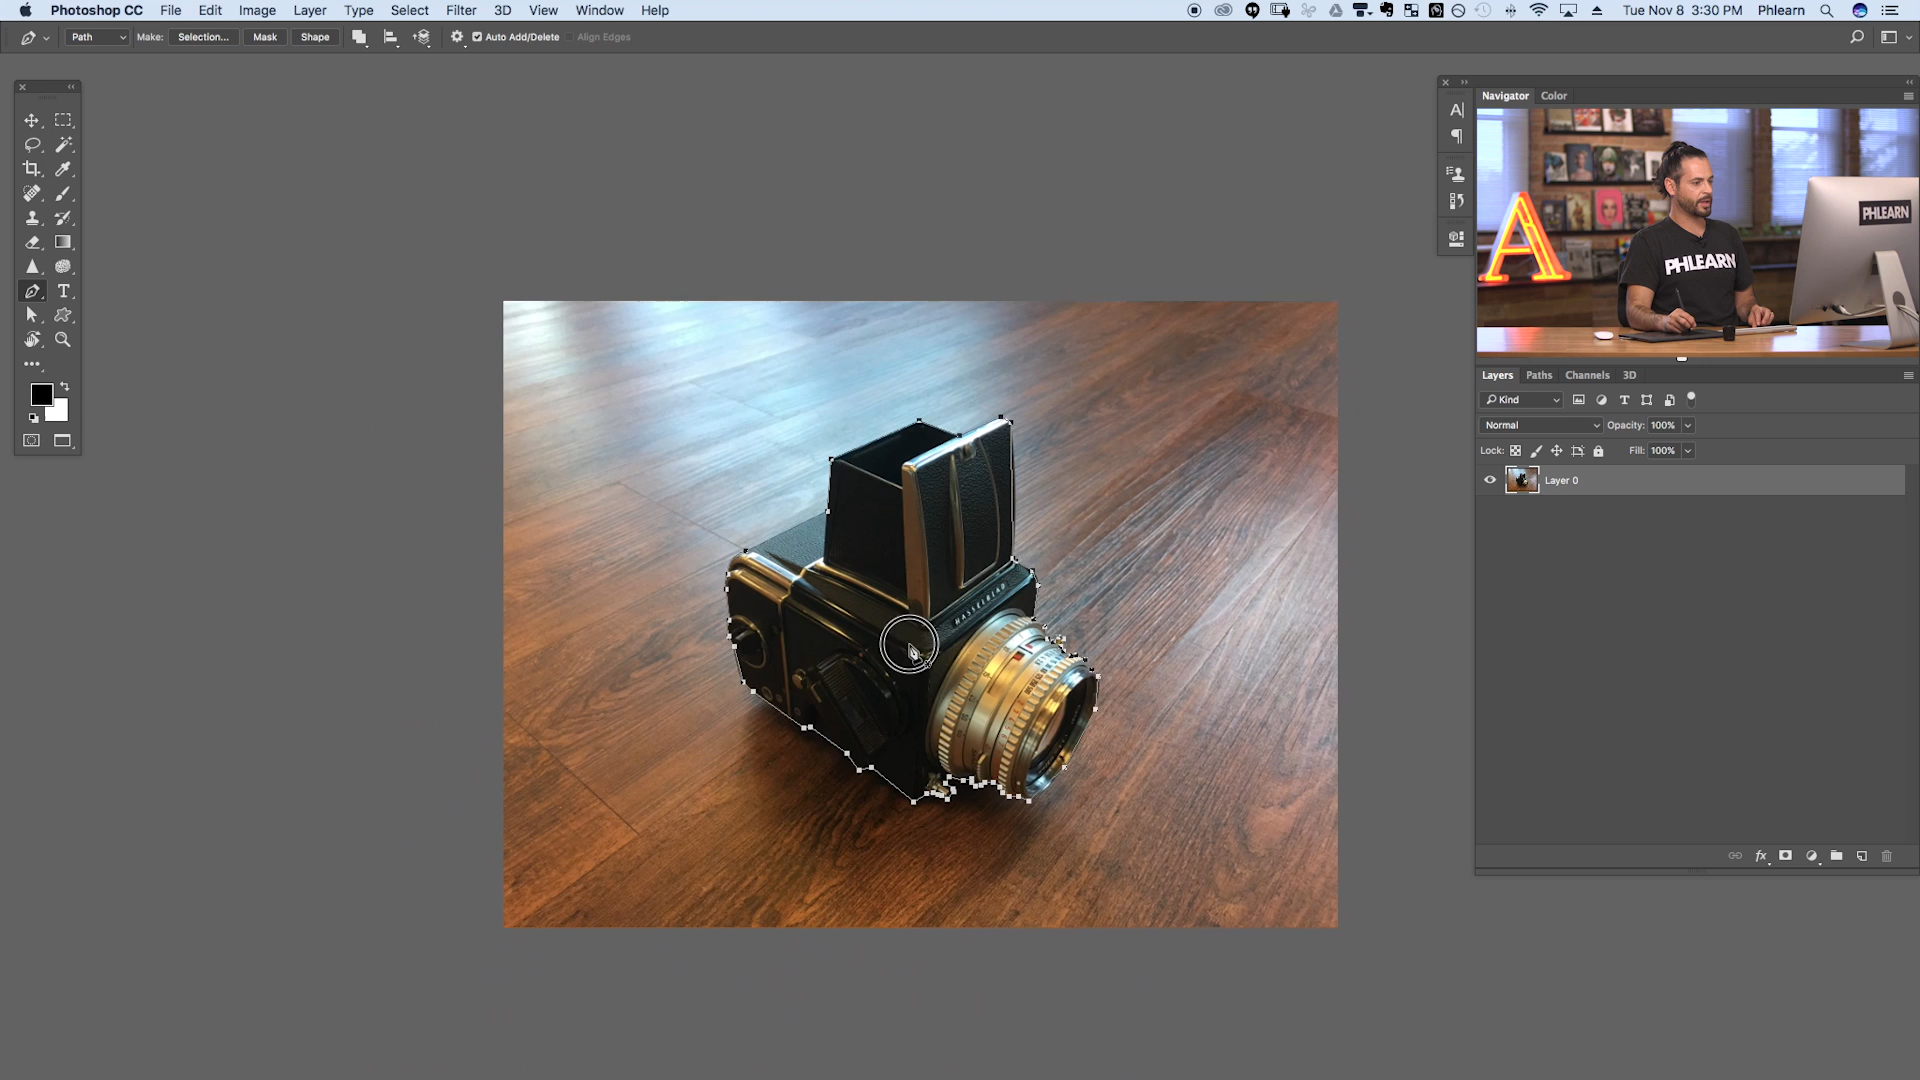 Photoshop CC File Edit Image Layer Type Select Filter 3D View Window Help Tue Nov 8 3:30 PM Phlearn
Path Make: Selection... Mask Shape Auto Add/Delete Align Edges
Navigator Color
PHLEARN
PHLEARN
A
Layers Paths Channels 3D
Kind
Normal Opacity: 100%
Lock: Fill: 100%
Layer 0
HASSELBLAD